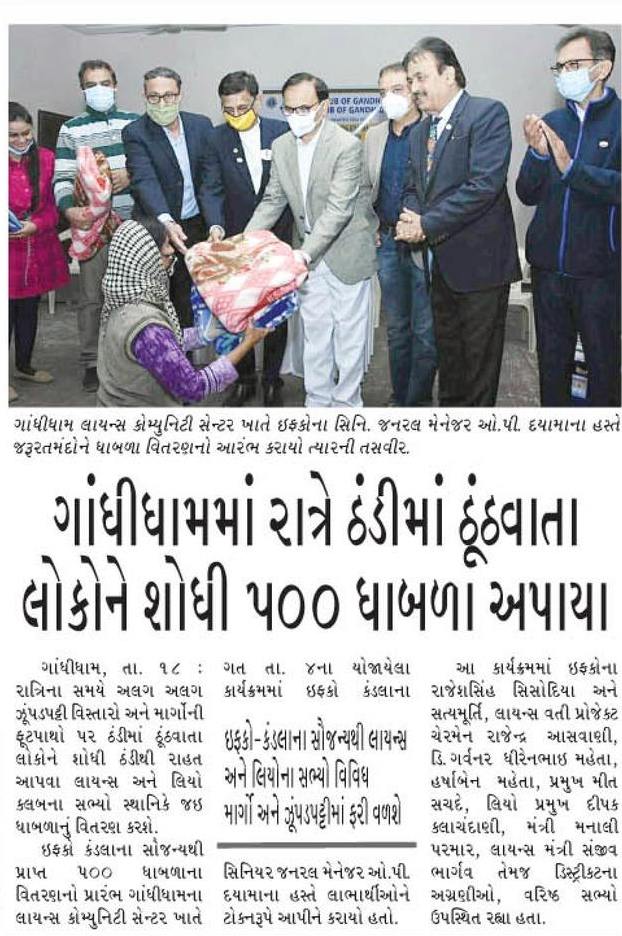 UB OF GANDH
UB OF GANDH
ગાંધીધામ લાયન્સ કોમ્યુનિટી સેન્ટર ખાતે ઇફકોના સિનિ. જનરલ મેનેજર ઓ.પી. દયામાના હસ્તે
જરૂરતમંદોને ધાબળા વિતરણનો આરંભ કરાયો ત્યારની તસવીર.
ગાંધીધામમાં રાત્રે ઠંડીમાં ઠૂંઠવાતા
લોકોને શોધી ૫૦૦ ધાબળા અપાયા
ગાંધીધામ, તા. ૧૮ :
રાત્રિના સમયે અલગ અલગ
ઝૂંપડપટ્ટી વિસ્તારો અને માર્ગોની
ફૂટપાથો પર ઠંડીમાં ઠૂંઠવાતા
લોકોને શોધી ઠંડીથી રાહત
આપવા લાયન્સ અને લિયો
ક્લબના સભ્યો સ્થાનિકે જઇ
ધાબળાનું વિતરણ કરશે.
ઇફકો કંડલાના સૌજન્યથી
પ્રાપ્ત ૫૦૦ ધાબળાના
વિતરણનો પ્રારંભ ગાંધીધામના
લાયન્સ કોમ્યુનિટી સેન્ટર ખાતે
ગત તા. ૪ના યોજાયેલા
કાર્યક્રમમાં ઇફકો કંડલાના
ઇફકો-કંડલાના સૌજન્યથી લાયન્સ
અને લિયોના સભ્યો વિવિધ
માર્ગો અને ઝૂંપડપટ્ટીમાં ફરી વળશે
સિનિયર જનરલ મેનેજર ઓ.પી.
દયામાના હસ્તે લાભાર્થીઓને
ટોકનરૂપે આપીને કરાયો હતો.
આ કાર્યક્રમમાં ઇફકોના
રાજેશસિંહ સિસોદિયા અને
સત્યમૂર્તિ, લાયન્સ વતી પ્રોજેક્ટ
ચેરમેન રાજેન્દ્ર આસવાણી,
ડિ. ગર્વનર ધીરેનભાઇ મહેતા,
હર્ષાબેન મહેતા, પ્રમુખ મીત
સચદે, લિયો પ્રમુખ દીપક
કલાચંદાણી, મંત્રી મનાલી
પરમાર, લાયન્સ મંત્રી સંજીવ
ભાર્ગવ તેમજ ડિસ્ટ્રીકટના
અગ્રણીઓ, વરિષ્ઠ સભ્યો
ઉપસ્થિત રહ્યા હતા.